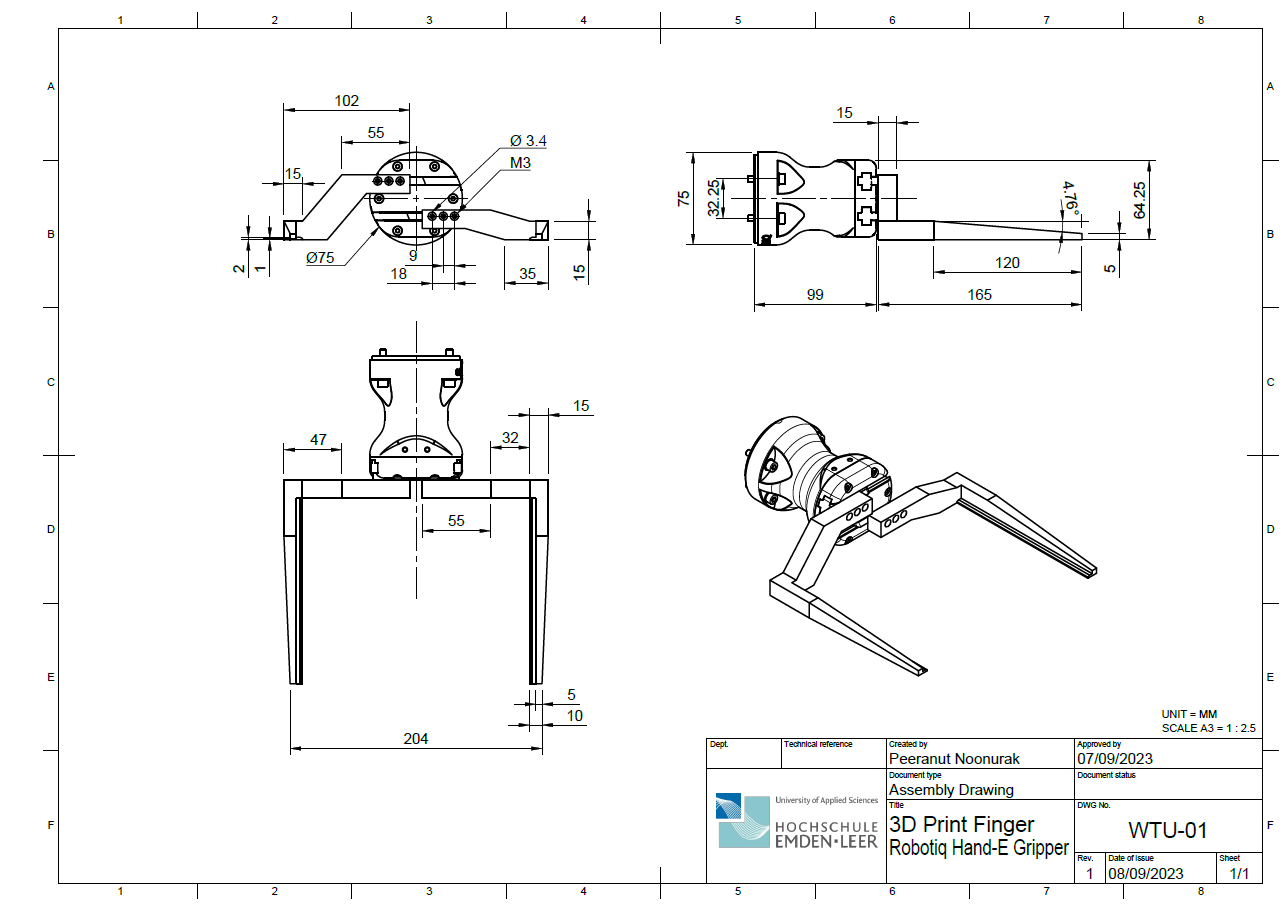 1 2 3 4 5 6 7 8
A A
B B
C C
D D
E E
F F
102
55
15
Ø 3.4
M3
Ø75
9
18
35
15
2
1
15
75
32.25
4.76°
64.25
120
5
99
165
47
32
15
55
5
10
204
UNIT = MM
SCALE A3 = 1 : 2.5
Dept.
Technical reference
Created by
Peeranut Noonurak
Approved by
07/09/2023
Document type
Assembly Drawing
Document status
University of Applied Sciences
HOCHSCHULE
EMDEN·LEER
Title
3D Print Finger
Robotiq Hand-E Gripper
DWG No.
WTU-01
Rev.
1
Date of issue
08/09/2023
Sheet
1/1
1 2 3 4 5 6 7 8